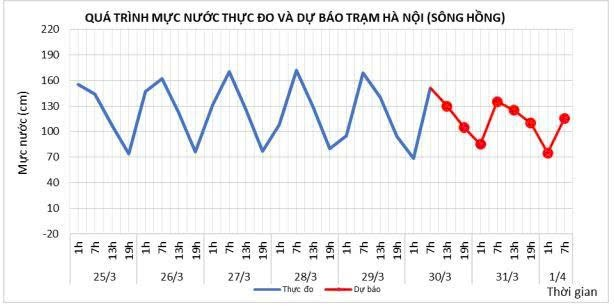 QUÁ TRÌNH MỰC NƯỚC THỰC ĐO VÀ DỰ BÁO TRẠM HÀ NỘI (SÔNG HỒNG)
Mực nước (cm)
220
190
160
130
100
70
40
10
-20
1h 7h 13h 19h 1h 7h 13h 19h 1h 7h 13h 19h 1h 7h 13h 19h 1h 7h 13h 19h 1h 7h 13h 19h 1h 7h 13h 19h 1h 7h
25/3 26/3 27/3 28/3 29/3 30/3 31/3 1/4
Thực đo Dự báo Thời gian